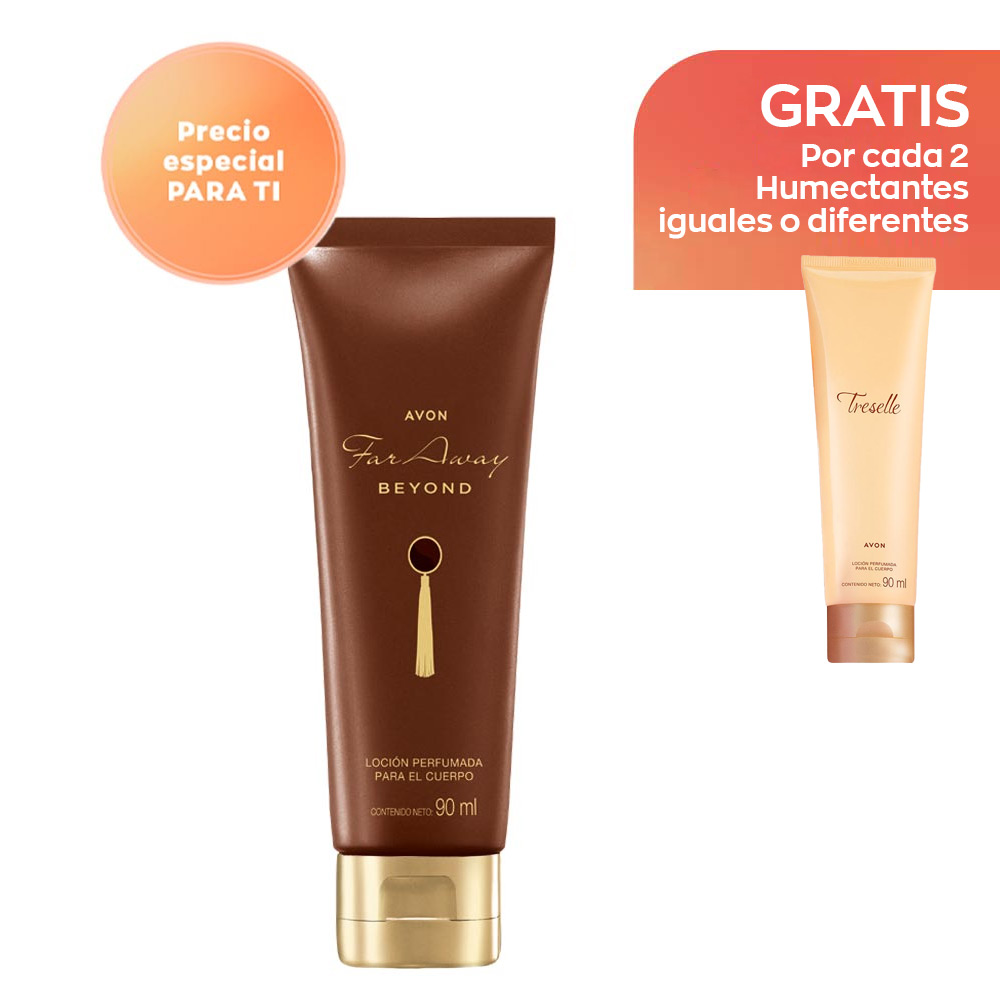 Precio
especial
PARA TI
GRATIS
Por cada 2
Humectantes
iguales o diferentes
AVON
Far Away
BEYOND
LOCIÓN PERFUMADA
PARA EL CUERPO
CONTENIDO NETO: 90 ml
Treselle
AVON
LOCIÓN PERFUMADA
PARA EL CUERPO
CONTENIDO NETO: 90 ml